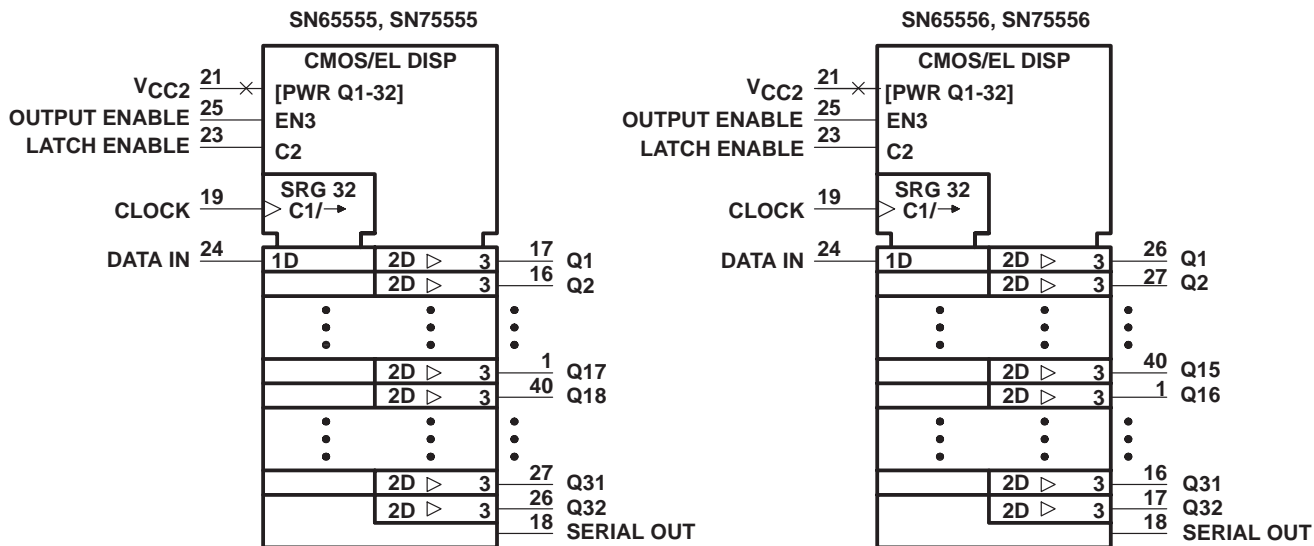 SN65555, SN75555
CMOS/EL DISP
VCC2 21 [PWR Q1-32]
OUTPUT ENABLE 25 EN3
LATCH ENABLE 23 C2
SRG 32
CLOCK 19 C1/→
DATA IN 24 1D 2D ▷ 3 17 Q1
2D ▷ 3 16 Q2
2D ▷ 3 1 Q17
2D ▷ 3 40 Q18
2D ▷ 3 27 Q31
2D ▷ 3 26 Q32
18 SERIAL OUT
SN65556, SN75556
CMOS/EL DISP
VCC2 21 [PWR Q1-32]
OUTPUT ENABLE 25 EN3
LATCH ENABLE 23 C2
SRG 32
CLOCK 19 C1/→
DATA IN 24 1D 2D ▷ 3 26 Q1
2D ▷ 3 27 Q2
2D ▷ 3 40 Q15
2D ▷ 3 1 Q16
2D ▷ 3 16 Q31
2D ▷ 3 17 Q32
18 SERIAL OUT